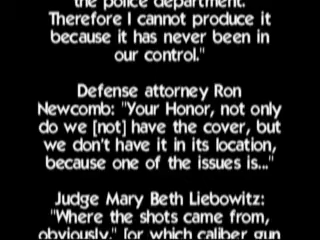 the police department.
Therefore I cannot produce it
because it has never been in
our control."
Defense attorney Ron
Newcomb: "Your Honor, not only
do we [not] have the cover, but
we don't have it in its location,
because one of the issues is..."
Judge Mary Beth Liebowitz:
"Where the shots came from,
obviously." [or which caliber gun